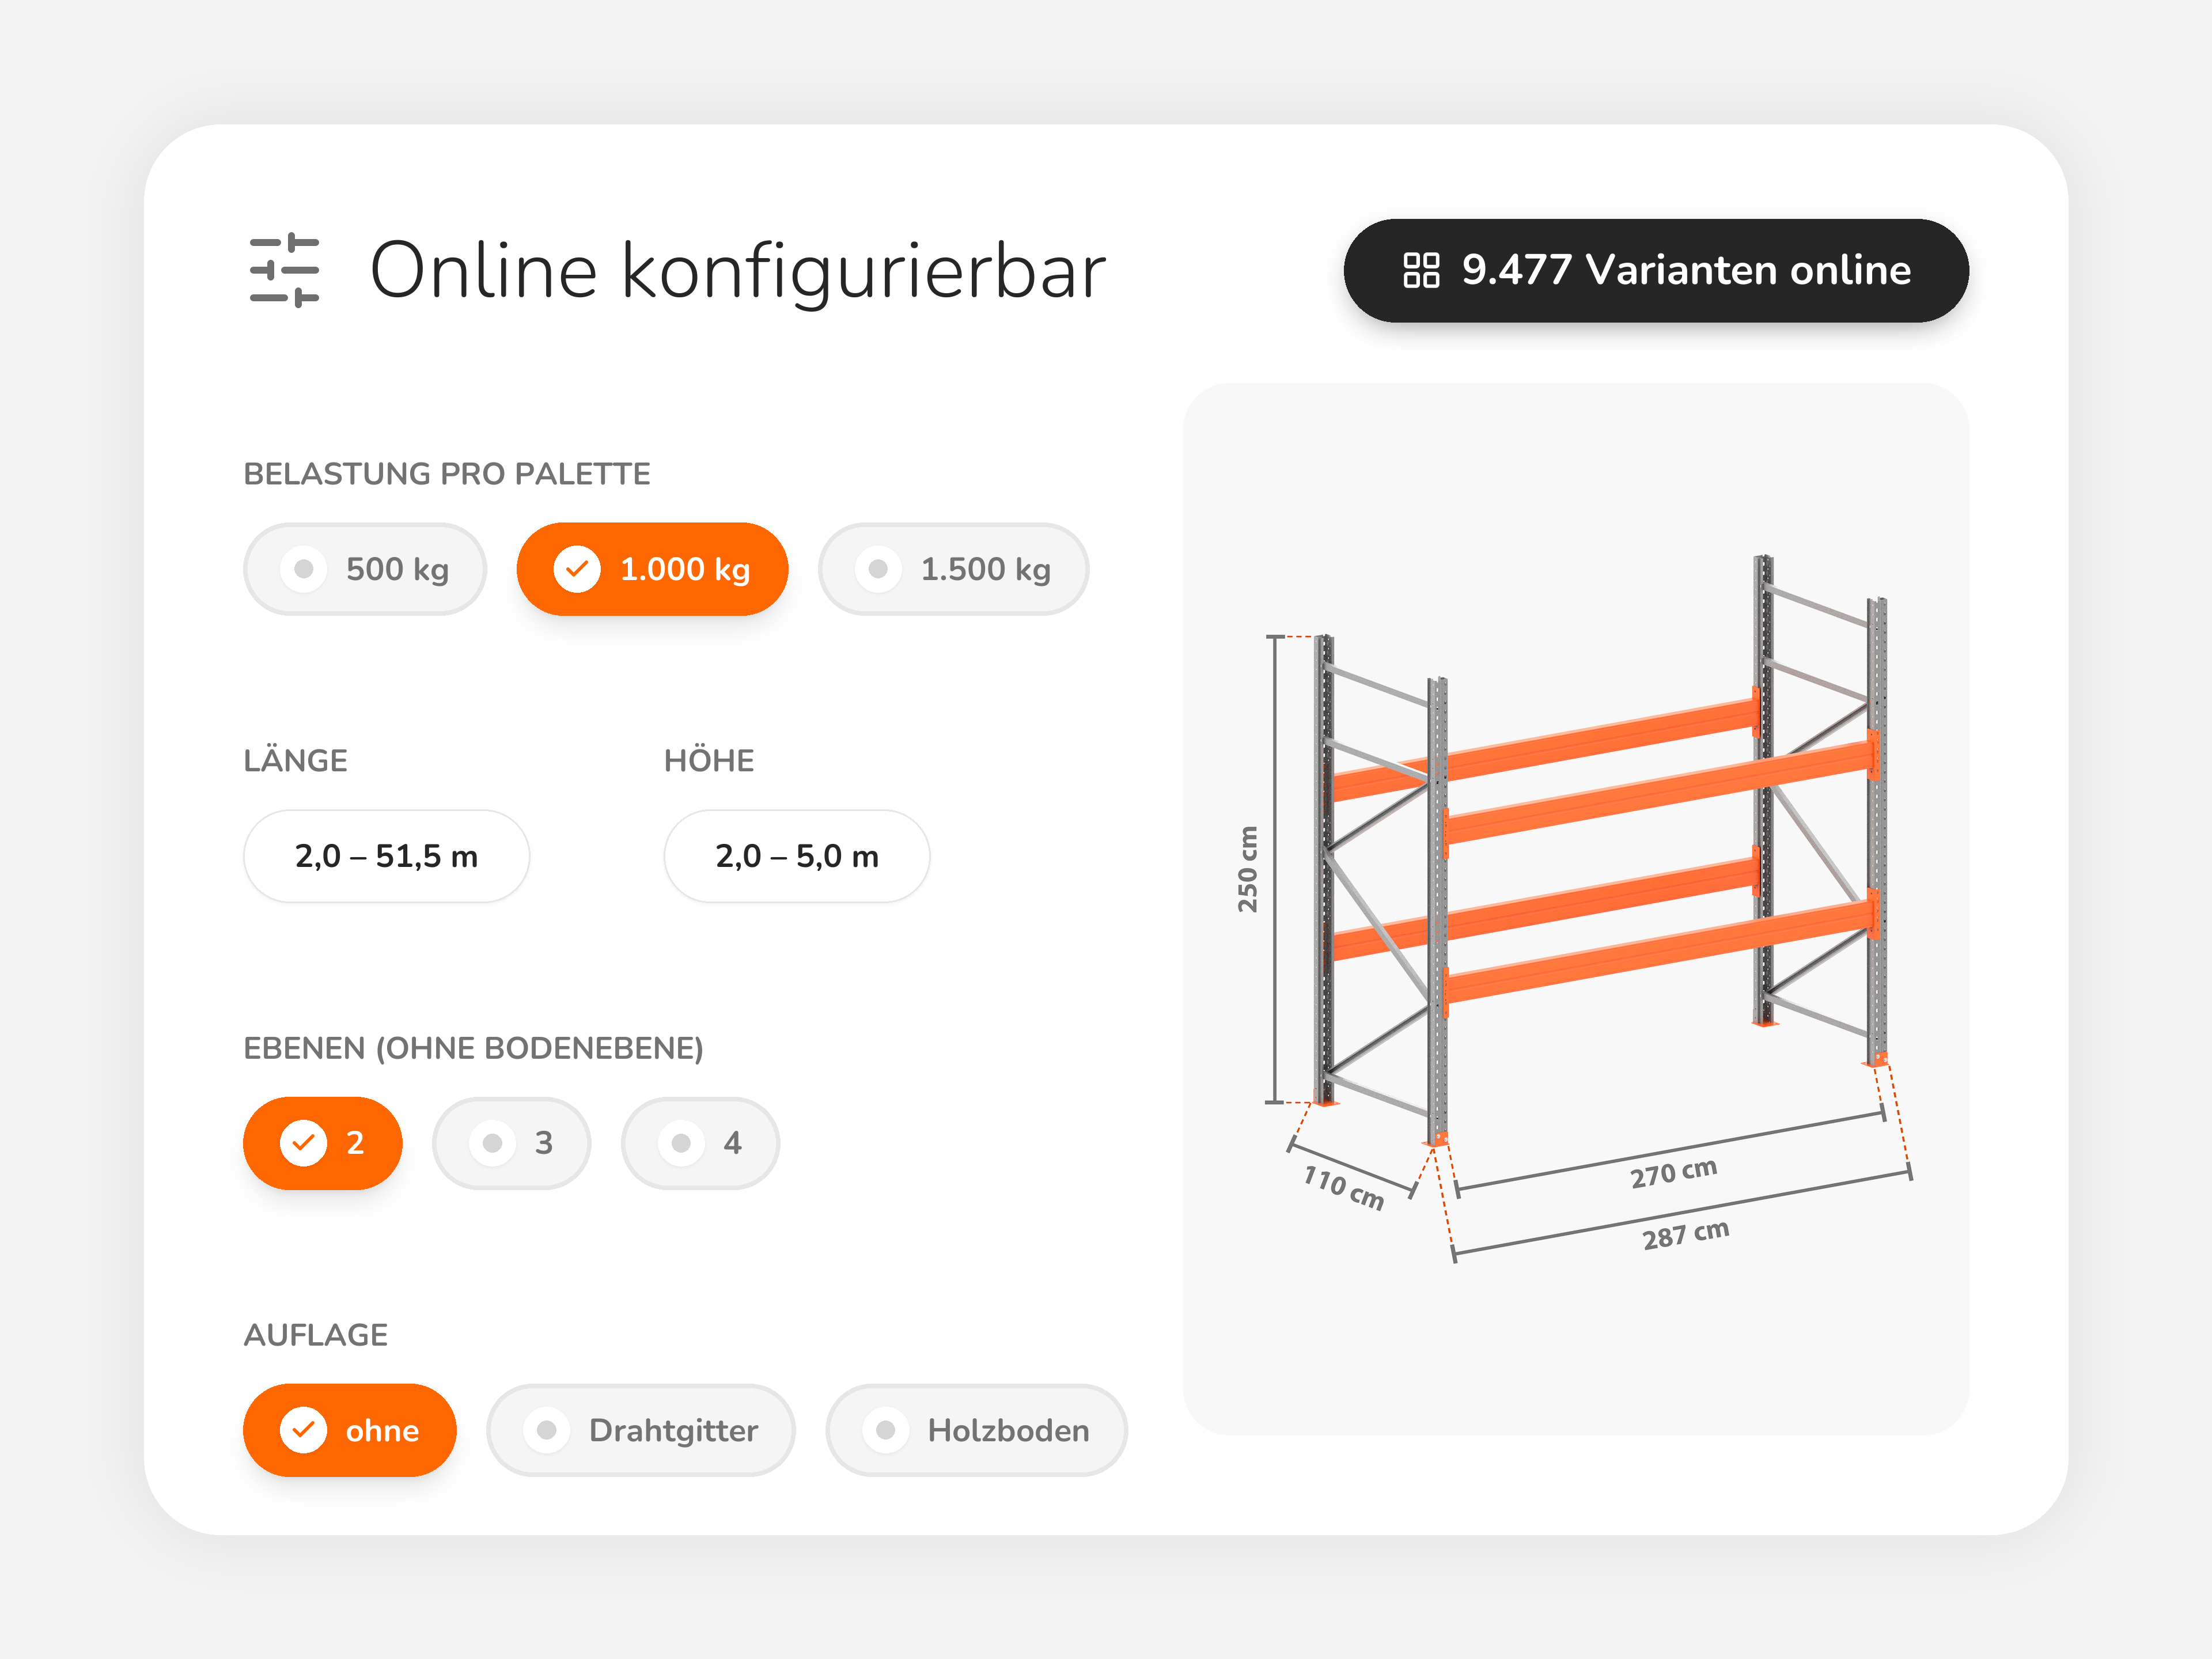 Online konfigurierbar
9.477 Varianten online
BELASTUNG PRO PALETTE
500 kg
1.000 kg
1.500 kg
LÄNGE
HÖHE
2,0 – 51,5 m
2,0 – 5,0 m
EBENEN (OHNE BODENEBENE)
2
3
4
AUFLAGE
ohne
Drahtgitter
Holzboden
250 cm
110 cm
270 cm
287 cm